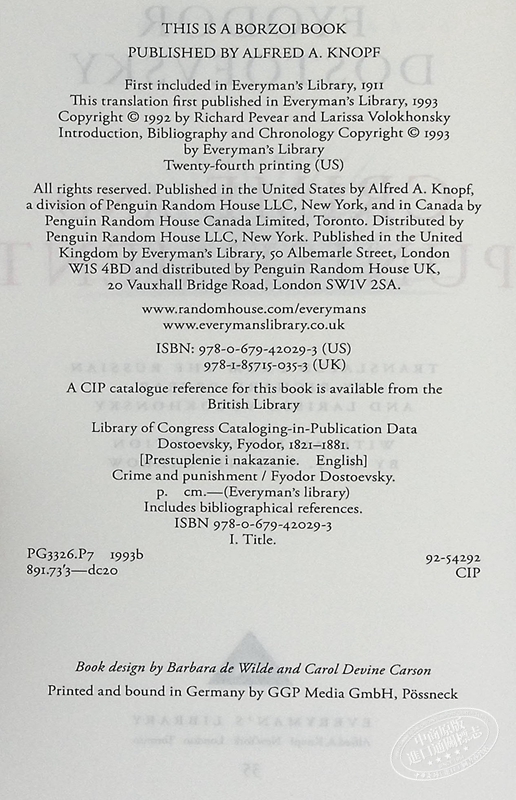 THIS IS A BORZOI BOOK
PUBLISHED BY ALFRED A. KNOPF
First included in Everyman's Library, 1911
This translation first published in Everyman's Library, 1993
Copyright © 1992 by Richard Pevear and Larissa Volokhonsky
Introduction, Bibliography and Chronology Copyright © 1993
by Everyman's Library
Twenty-fourth printing (US)
All rights reserved. Published in the United States by Alfred A. Knopf,
a division of Penguin Random House LLC, New York, and in Canada by
Penguin Random House Canada Limited, Toronto. Distributed by
Penguin Random House LLC, New York. Published in the United
Kingdom by Everyman's Library, 50 Albemarle Street, London
W1S 4BD and distributed by Penguin Random House UK,
20 Vauxhall Bridge Road, London SW1V 2SA.
www.randomhouse.com/everymans
www.everymanslibrary.co.uk
ISBN: 978-0-679-42029-3 (US)
978-1-85715-035-3 (UK)
A CIP catalogue reference for this book is available from the
British Library
Library of Congress Cataloging-in-Publication Data
Dostoevsky, Fyodor, 1821–1881.
[Prestuplenie i nakazanie. English]
Crime and punishment / Fyodor Dostoevsky.
p. cm.—(Everyman's library)
Includes bibliographical references.
ISBN 978-0-679-42029-3
I. Title.
PG3326.P7 1993b 92-54292
891.73'3—dc20 CIP
Book design by Barbara de Wilde and Carol Devine Carson
Printed and bound in Germany by GGP Media GmbH, Pössneck